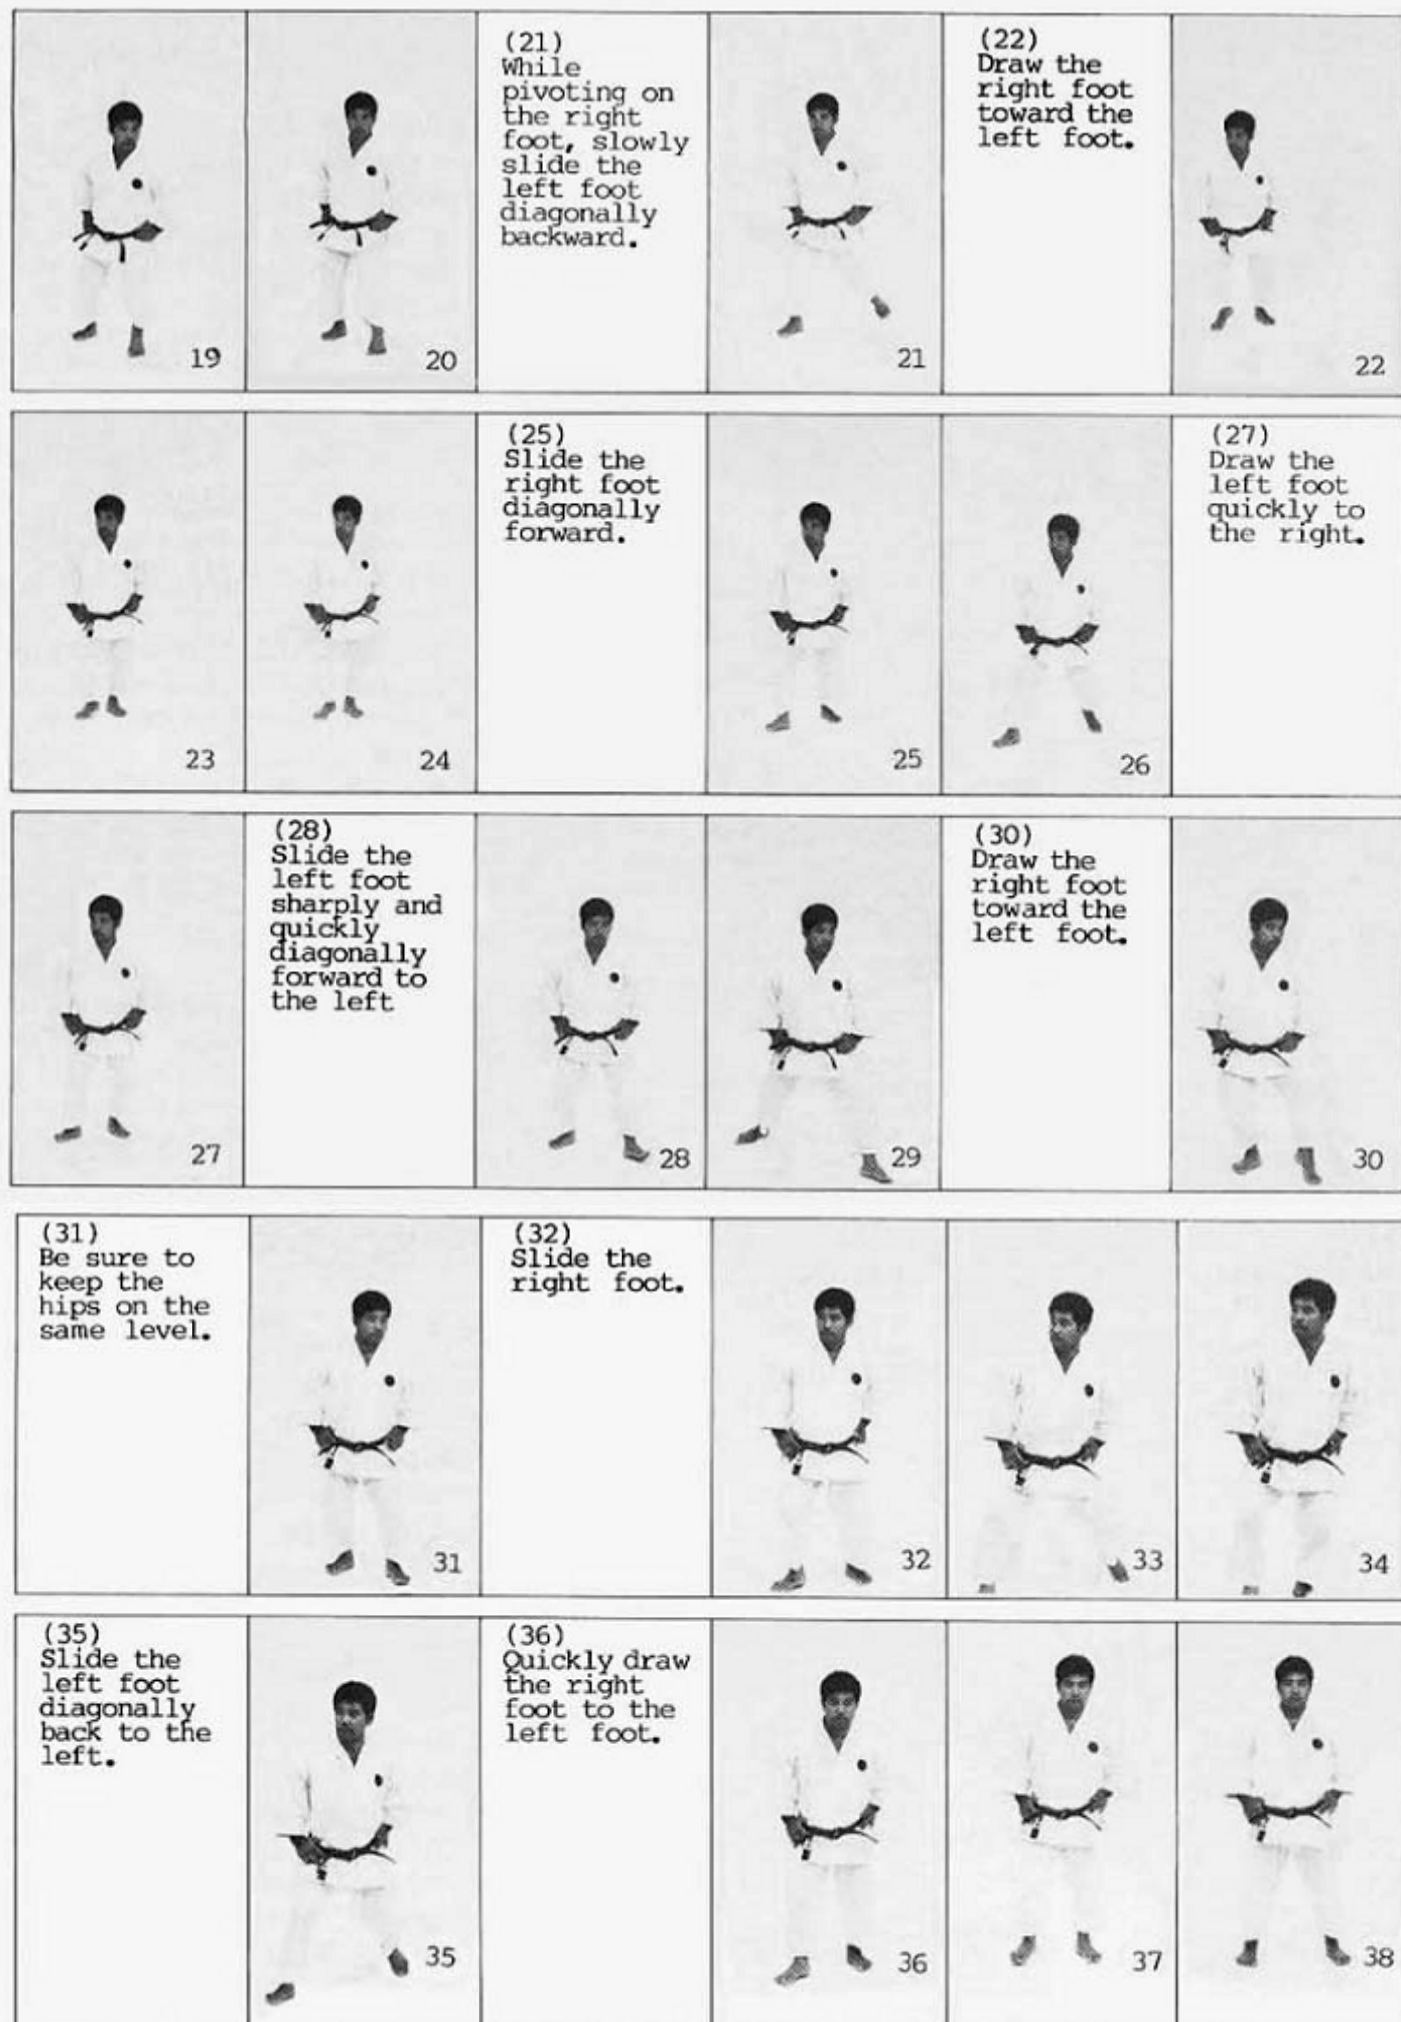 (21)
While
pivoting on
the right
foot, slowly
slide the
left foot
diagonally
backward.
(22)
Draw the
right foot
toward the
left foot.
19
20
21
22
(25)
Slide the
right foot
diagonally
forward.
(27)
Draw the
left foot
quickly to
the right.
23
24
25
26
(28)
Slide the
left foot
sharply and
quickly
diagonally
forward to
the left
(30)
Draw the
right foot
toward the
left foot.
27
28
29
30
(31)
Be sure to
keep the
hips on the
same level.
(32)
Slide the
right foot.
31
32
33
34
(35)
Slide the
left foot
diagonally
back to the
left.
(36)
Quickly draw
the right
foot to the
left foot.
35
36
37
38